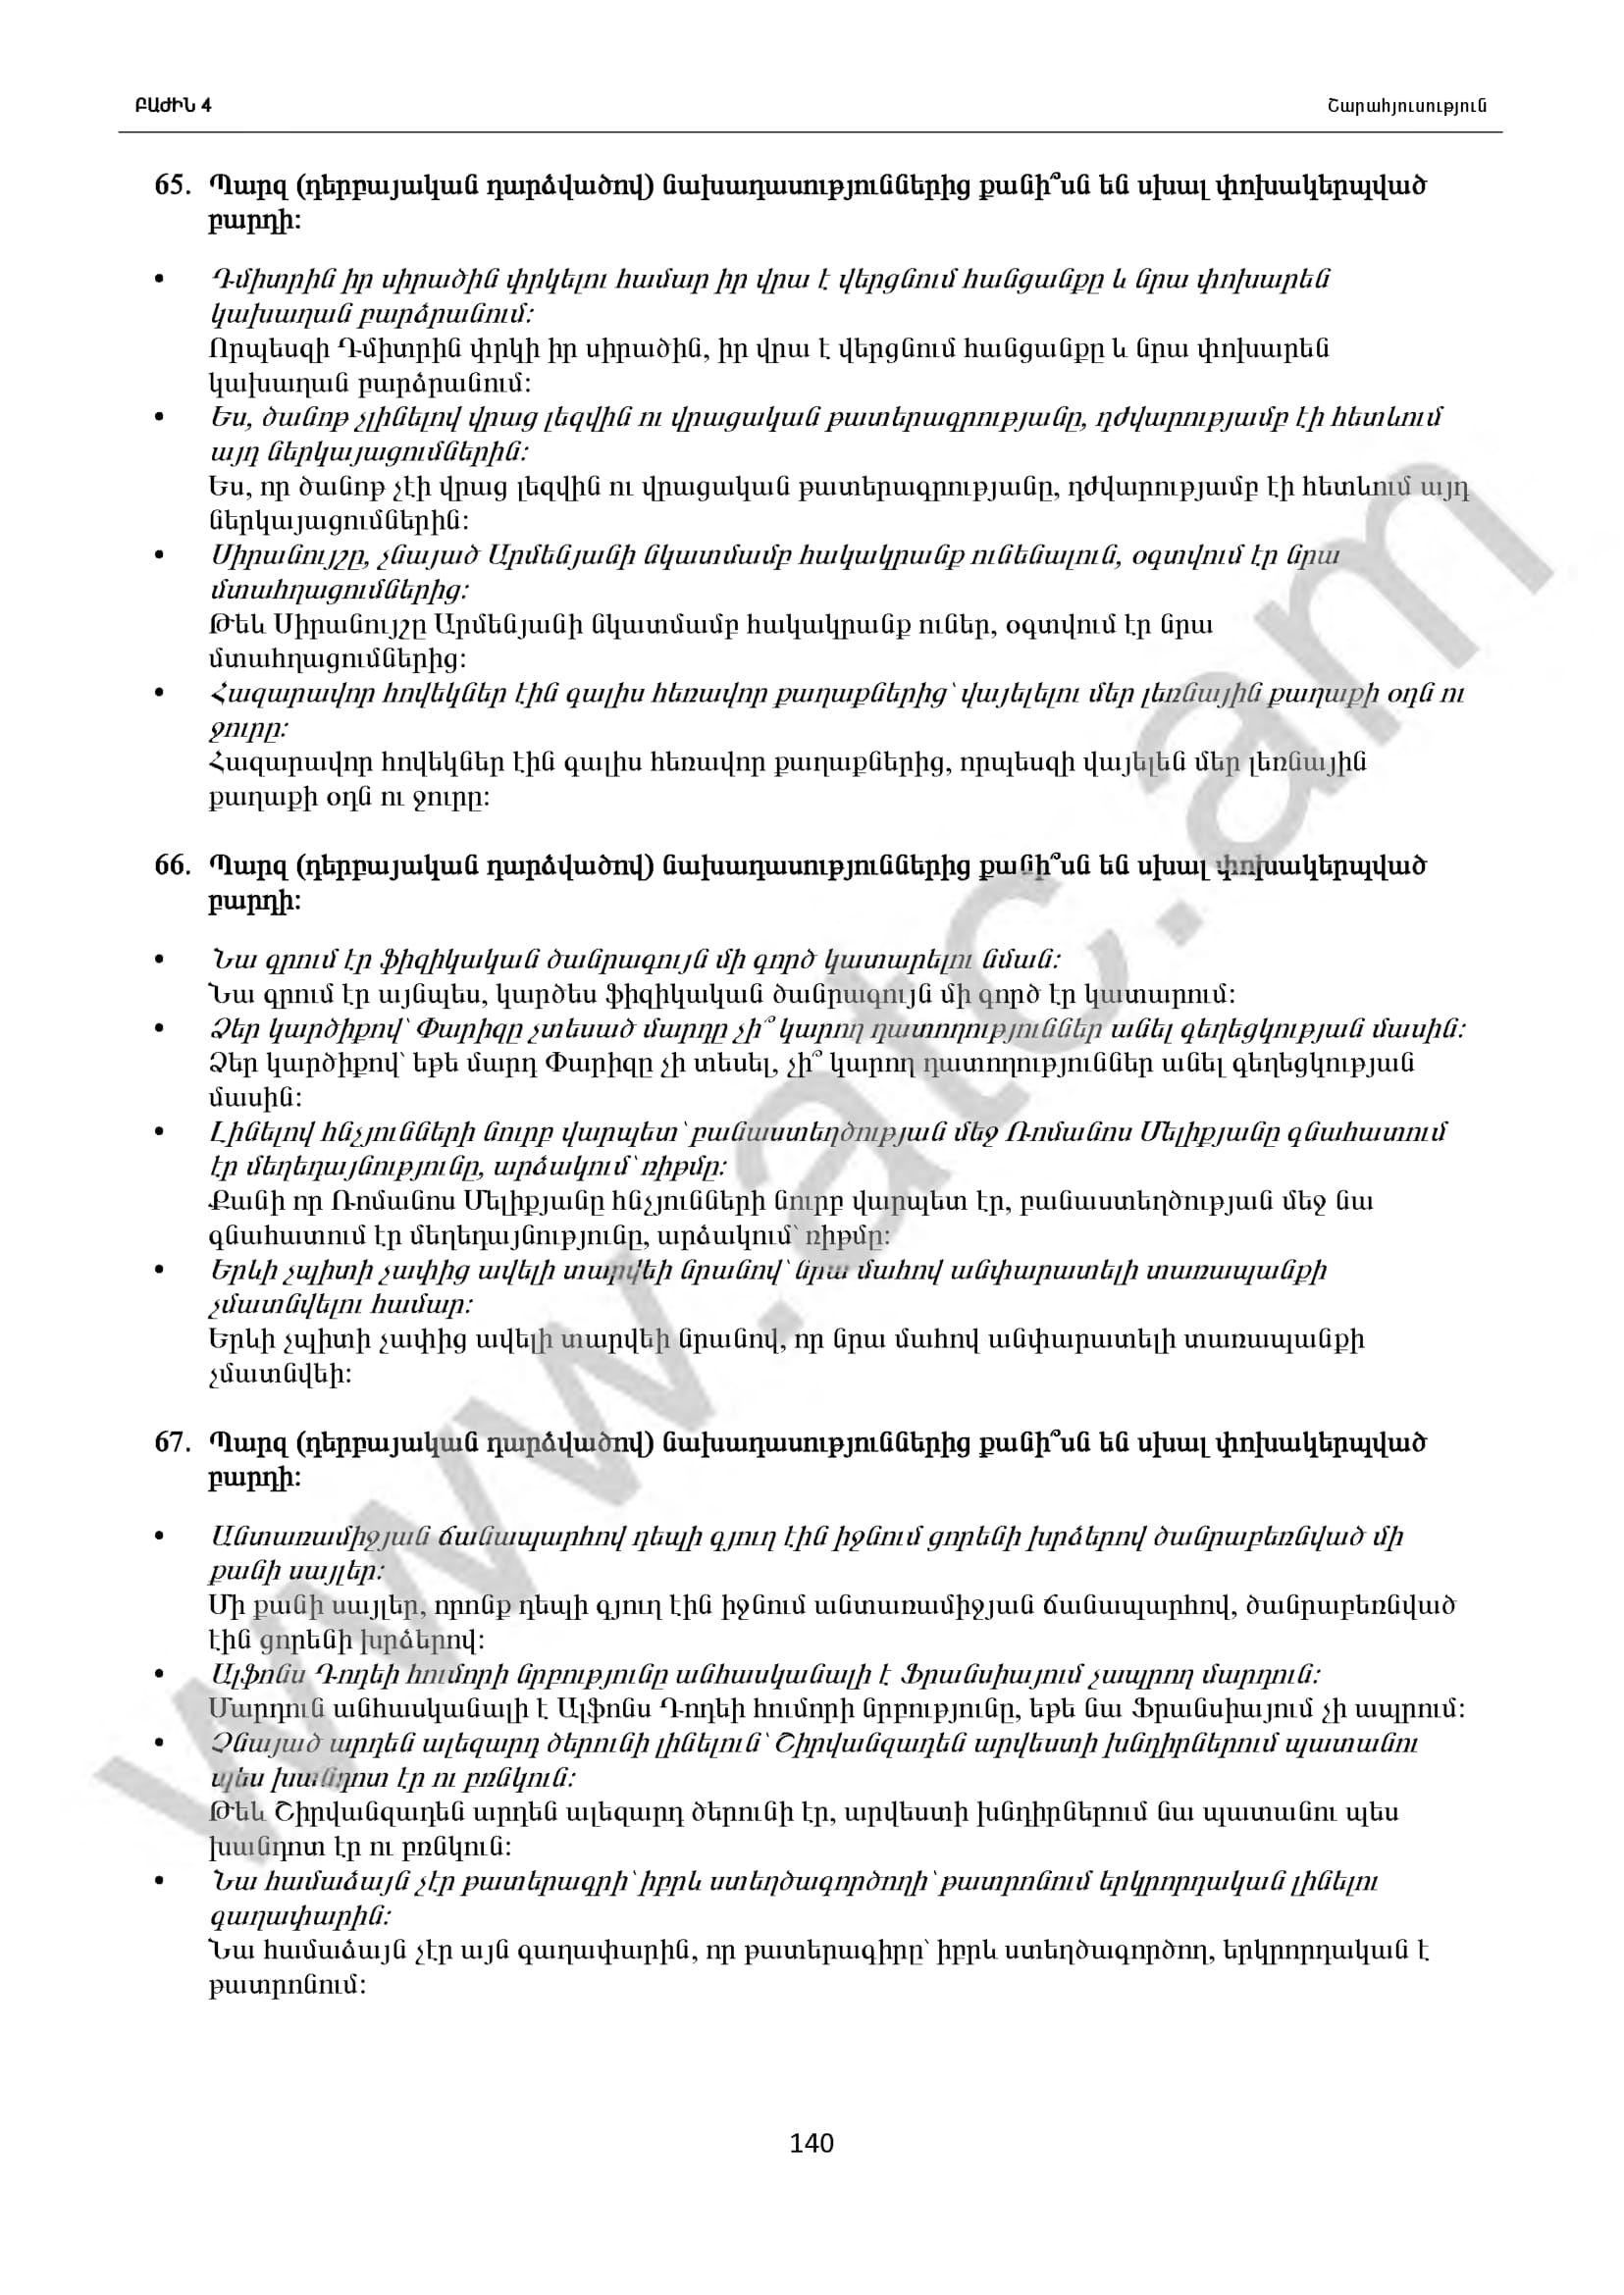 ԲԱԺԻՆ 4 Շարահյուսություն
65. Պարզ (դերբայական դարձվածով) նախադասություններից քանի՞սն են սխալ փոխակերպված
բարդի:
• Դմիտրին իր սիրածին փրկելու համար իր վրա է վերցնում հանցանքը և նրա փոխարեն
կախաղան բարձրանում:
Որպեսզի Դմիտրին փրկի իր սիրածին, իր վրա է վերցնում հանցանքը և նրա փոխարեն
կախաղան բարձրանում:
• Ես, ծանոթ չլինելով վրաց լեզվին ու վրացական թատերագրությանը, դժվարությամբ էի հետևում
այդ ներկայացումներին:
Ես, որ ծանոթ չէի վրաց լեզվին ու վրացական թատերագրությանը, դժվարությամբ էի հետևում այդ
ներկայացումներին:
• Սիրանույշը, չնայած Արմենյանի նկատմամբ հակակրանք ունենալուն, օգտվում էր նրա
մտահղացումներից:
Թեև Սիրանույշը Արմենյանի նկատմամբ հակակրանք ուներ, օգտվում էր նրա
մտահղացումներից:
• Հազարավոր հովեկներ էին գալիս հեռավոր քաղաքներից՝ վայելելու մեր լեռնային քաղաքի օդն ու
ջուրը:
Հազարավոր հովեկներ էին գալիս հեռավոր քաղաքներից, որպեսզի վայելեն մեր լեռնային
քաղաքի օդն ու ջուրը:
66. Պարզ (դերբայական դարձվածով) նախադասություններից քանի՞սն են սխալ փոխակերպված
բարդի:
• Նա գրում էր ֆիզիկական ծանրագույն մի գործ կատարելու նման:
Նա գրում էր այնպես, կարծես ֆիզիկական ծանրագույն մի գործ էր կատարում:
• Ձեր կարծիքով՝ Փարիզը չտեսած մարդը չի՞ կարող դատողություններ անել գեղեցկության մասին:
Ձեր կարծիքով՝ եթե մարդ Փարիզը չի տեսել, չի՞ կարող դատողություններ անել գեղեցկության
մասին:
• Լինելով հնչյունների նուրբ վարպետ՝ բանաստեղծության մեջ Ռոմանոս Մելիքյանը գնահատում
էր մեղեդայնությունը, արձակում՝ ռիթմը:
Քանի որ Ռոմանոս Մելիքյանը հնչյունների նուրբ վարպետ էր, բանաստեղծության մեջ նա
գնահատում էր մեղեդայնությունը, արձակում՝ ռիթմը:
• Երևի չպիտի չափից ավելի տարվեի նրանով՝ նրա մահով անփարատելի տառապանքի
չմատնվելու համար:
Երևի չպիտի չափից ավելի տարվեի նրանով, որ նրա մահով անփարատելի տառապանքի
չմատնվեի:
67. Պարզ (դերբայական դարձվածով) նախադասություններից քանի՞սն են սխալ փոխակերպված
բարդի:
• Անտառամիջյան ճանապարհով դեպի գյուղ էին իջնում ցորենի խրձերով ծանրաբեռնված մի
քանի սայլեր:
Մի քանի սայլեր, որոնք դեպի գյուղ էին իջնում անտառամիջյան ճանապարհով, ծանրաբեռնված
էին ցորենի խրձերով:
• Ալֆոնս Դոդեի հումորի նրբությունը անհասկանալի է Ֆրանսիայում չապրող մարդուն:
Մարդուն անհասկանալի է Ալֆոնս Դոդեի հումորի նրբությունը, եթե նա Ֆրանսիայում չի ապրում:
• Չնայած արդեն ալեզարդ ծերունի լինելուն՝ Շիրվանզադեն արվեստի խնդիրներում պատանու
պես խանդոտ էր ու բռնկուն:
Թեև Շիրվանզադեն արդեն ալեզարդ ծերունի էր, արվեստի խնդիրներում նա պատանու պես
խանդոտ էր ու բռնկուն:
• Նա համաձայն չէր թատերագրի՝ իբրև ստեղծագործողի՝ թատրոնում երկրորդական լինելու
գաղափարին:
Նա համաձայն չէր այն գաղափարին, որ թատերագիրը՝ իբրև ստեղծագործող, երկրորդական է
թատրոնում:
140
www.atc.am